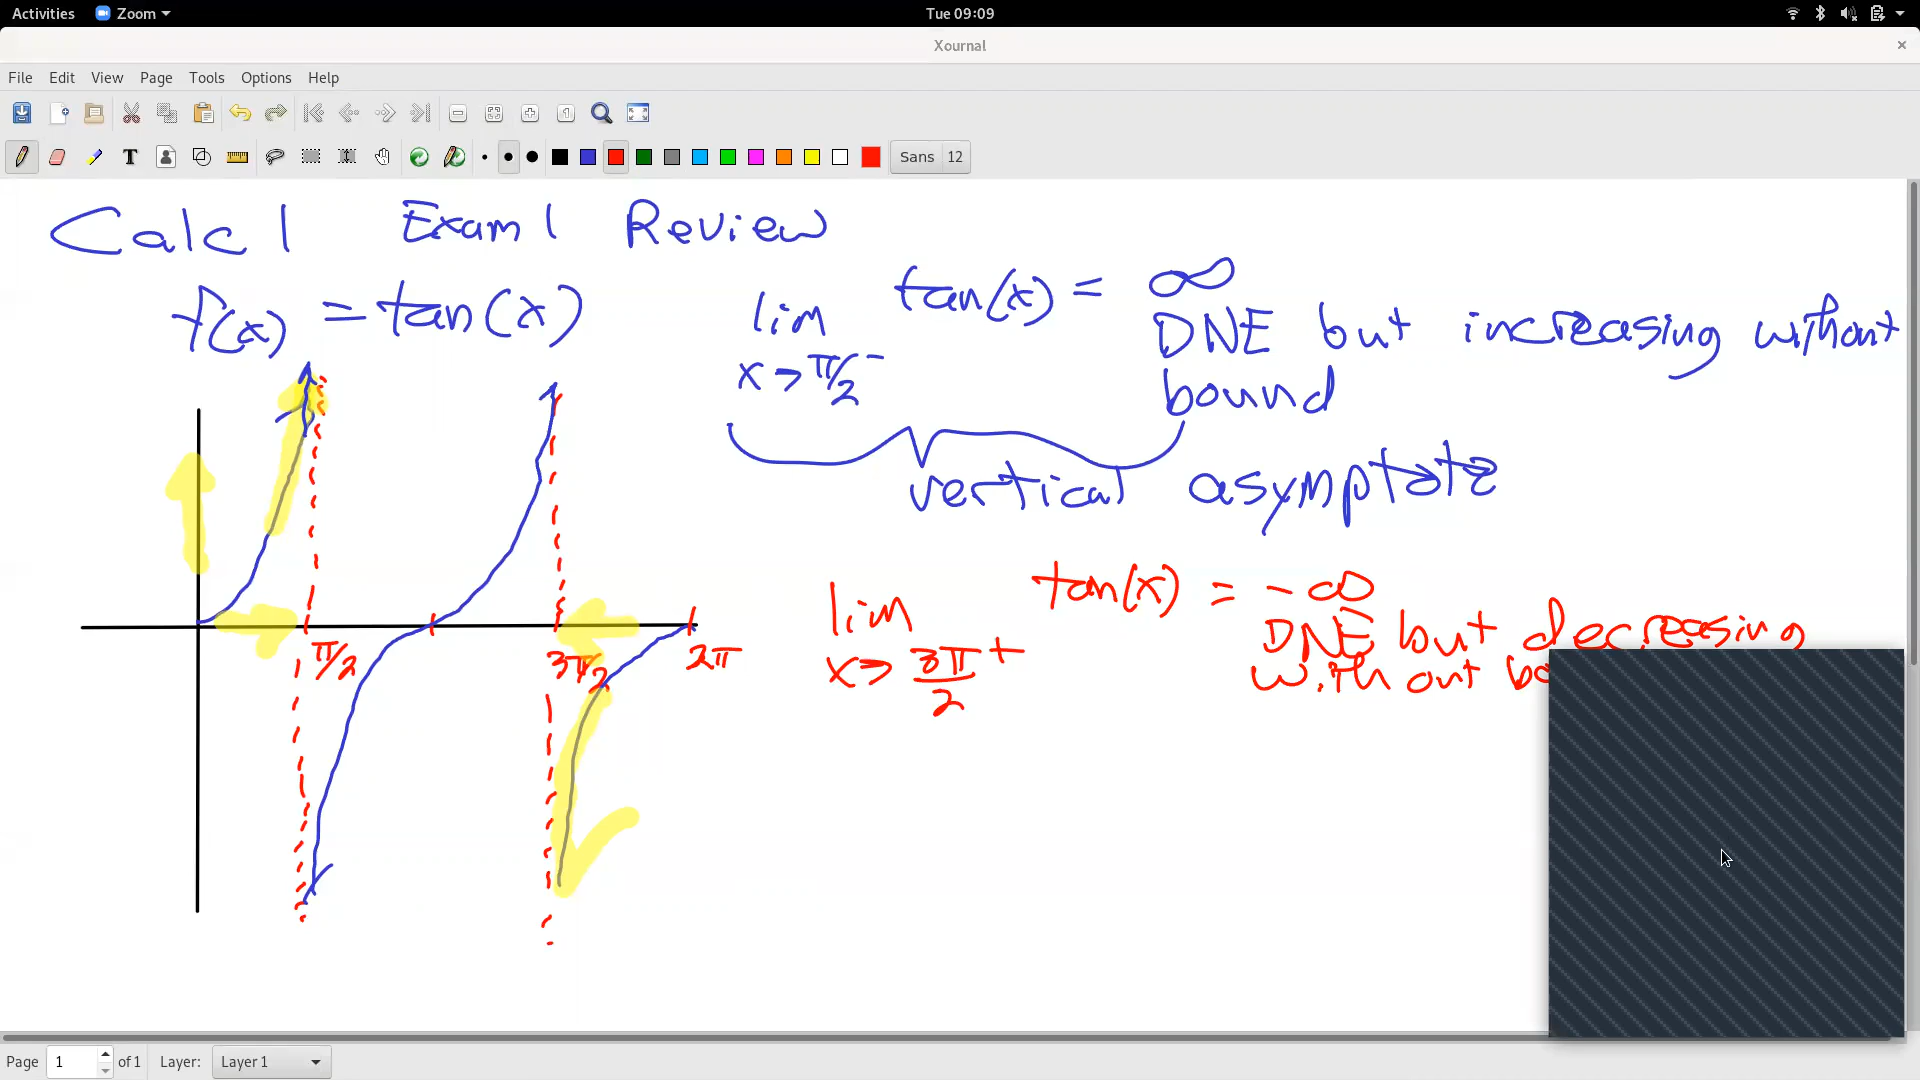 Activities Zoom Tue 09:09
Xournal
File Edit View Page Tools Options Help
Sans 12
Calc 1 Exam 1 Review
f(x) = tan(x)
lim x→π/2⁻ tan(x) = ∞
DNE but increasing without
bound
vertical asymptote
lim x→3π/2⁺ tan(x) = -∞
DNE but decreasing
without bo
π/2 3π/2 2π
Page 1 of 1 Layer: Layer 1